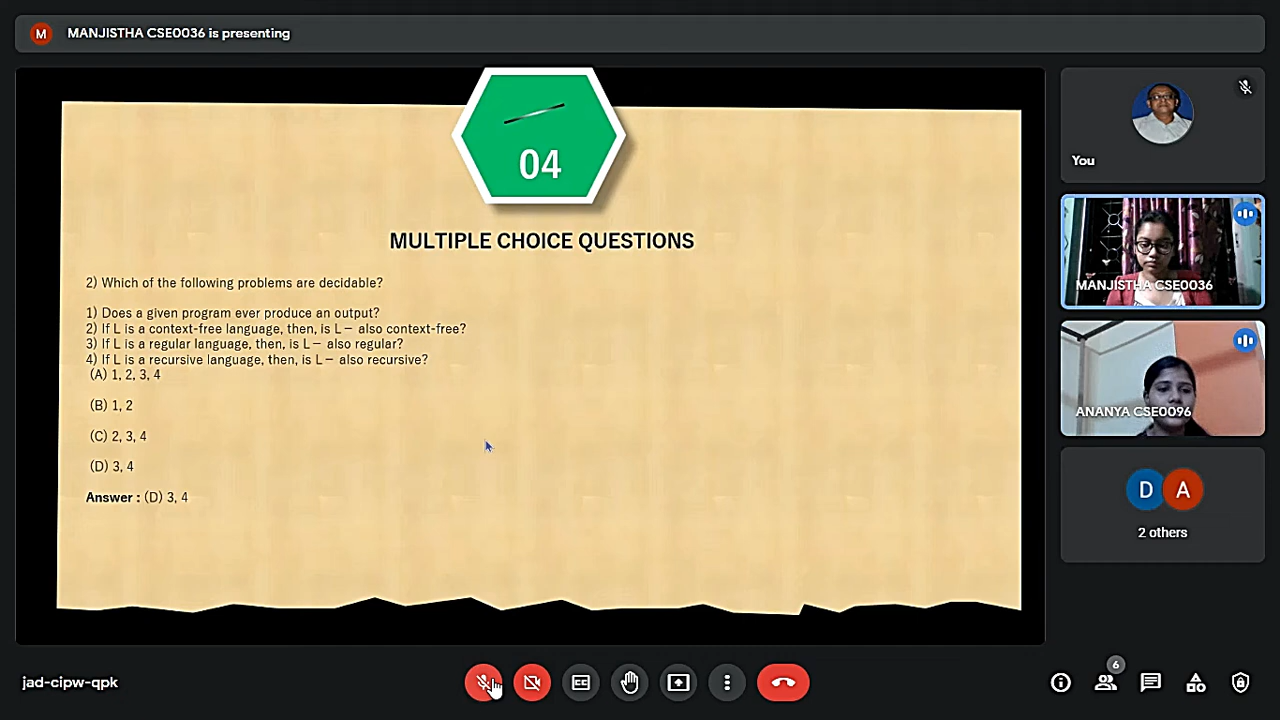 M MANJISTHA CSE0036 is presenting
04
MULTIPLE CHOICE QUESTIONS
2) Which of the following problems are decidable?
1) Does a given program ever produce an output?
2) If L is a context-free language, then, is L− also context-free?
3) If L is a regular language, then, is L− also regular?
4) If L is a recursive language, then, is L− also recursive?
(A) 1, 2, 3, 4
(B) 1, 2
(C) 2, 3, 4
(D) 3, 4
Answer : (D) 3, 4
You
MANJISTHA CSE0036
ANANYA CSE0096
D A
2 others
jad-cipw-qpk
6